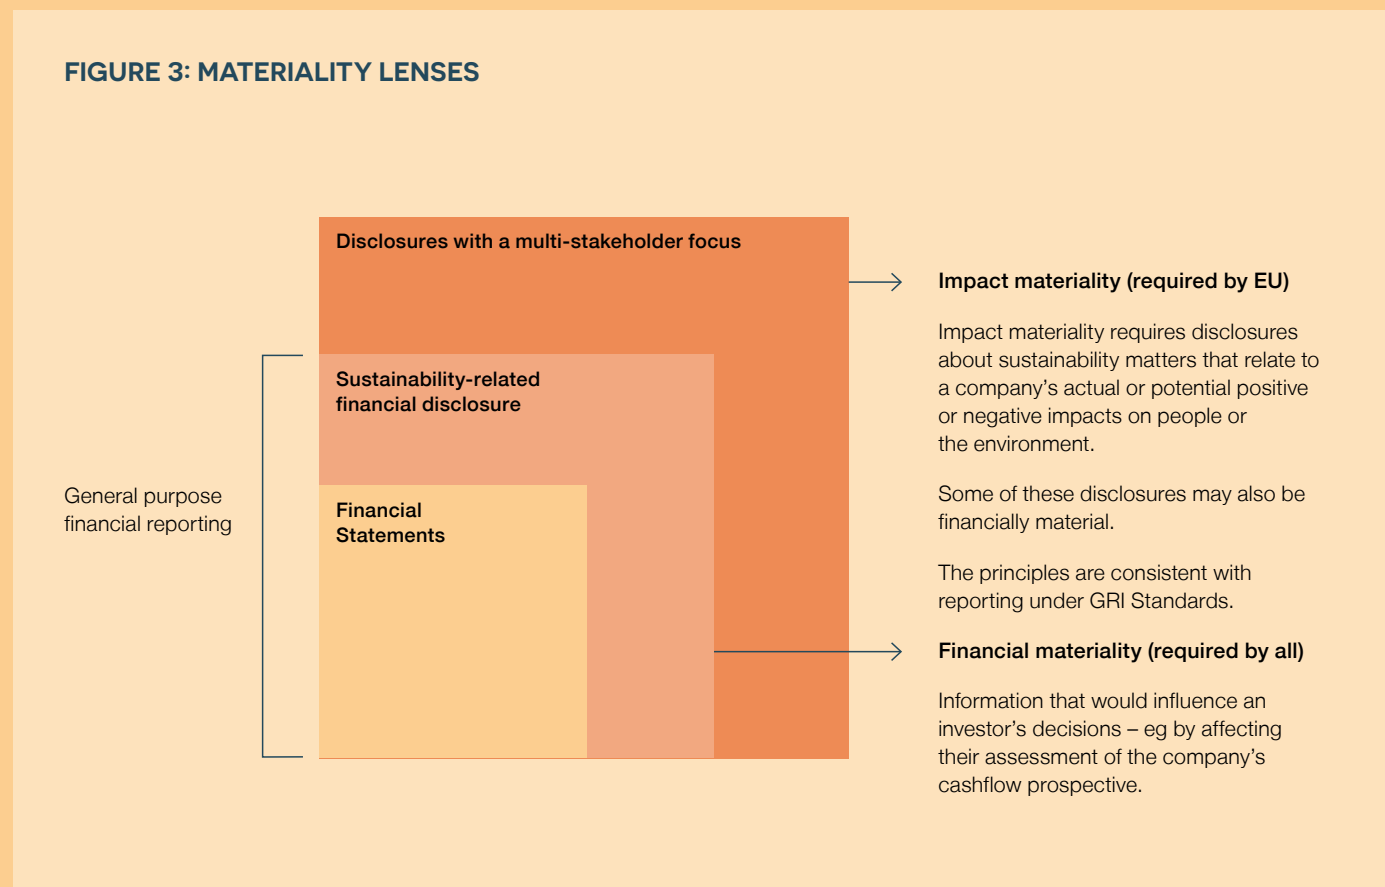 FIGURE 3: MATERIALITY LENSES
Disclosures with a multi-stakeholder focus
Sustainability-related
financial disclosure
Financial
Statements
General purpose
financial reporting
Impact materiality (required by EU)
Impact materiality requires disclosures
about sustainability matters that relate to
a company’s actual or potential positive
or negative impacts on people or
the environment.
Some of these disclosures may also be
financially material.
The principles are consistent with
reporting under GRI Standards.
Financial materiality (required by all)
Information that would influence an
investor’s decisions – eg by affecting
their assessment of the company’s
cashflow prospective.